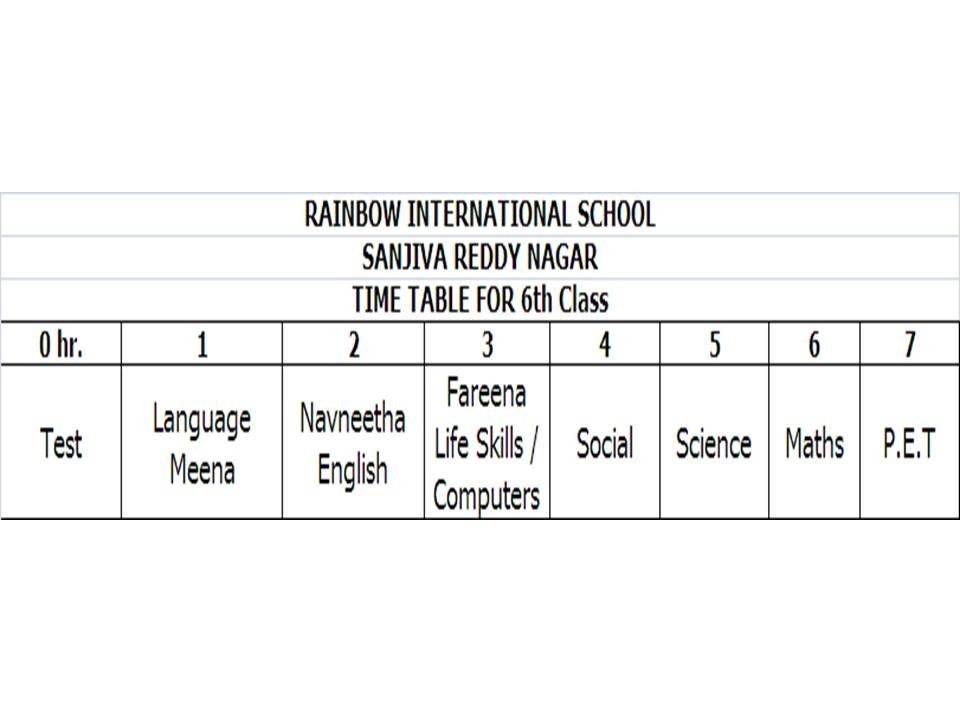 RAINBOW INTERNATIONAL SCHOOL
SANJIVA REDDY NAGAR
TIME TABLE FOR 6th Class
0 hr. 1 2 3 4 5 6 7
Test
Language
Meena
Navneetha
English
Fareena
Life Skills /
Computers
Social
Science
Maths
P.E.T